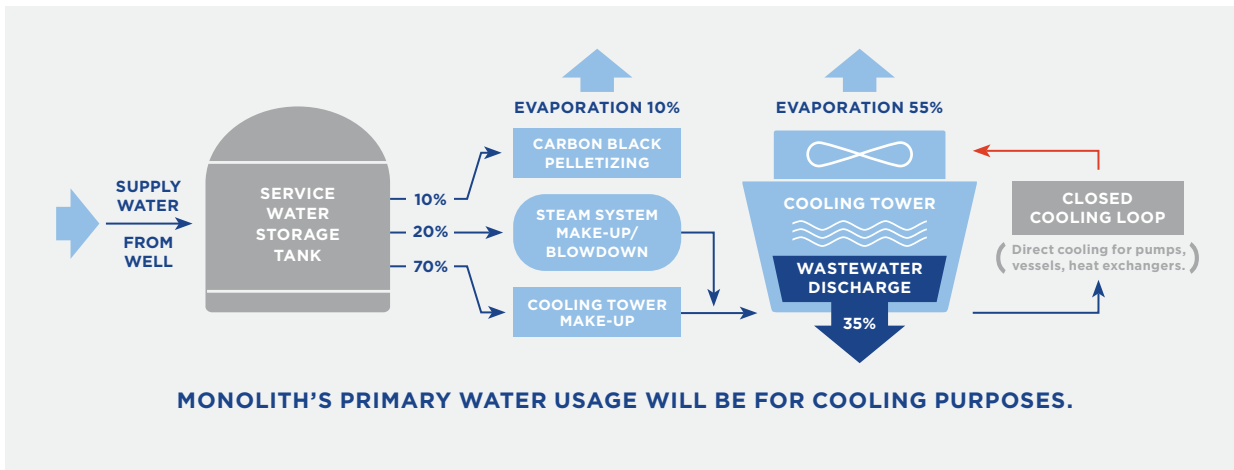 SUPPLY
WATER
FROM
WELL
SERVICE
WATER
STORAGE
TANK
10%
20%
70%
EVAPORATION 10%
CARBON BLACK
PELLETIZING
STEAM SYSTEM
MAKE-UP/
BLOWDOWN
COOLING TOWER
MAKE-UP
EVAPORATION 55%
COOLING TOWER
WASTEWATER
DISCHARGE
35%
CLOSED
COOLING LOOP
(Direct cooling for pumps,
vessels, heat exchangers.)
MONOLITH'S PRIMARY WATER USAGE WILL BE FOR COOLING PURPOSES.